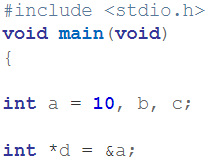 #include <stdio.h>
void main(void)
{
int a = 10, b, c;
int *d = &a;